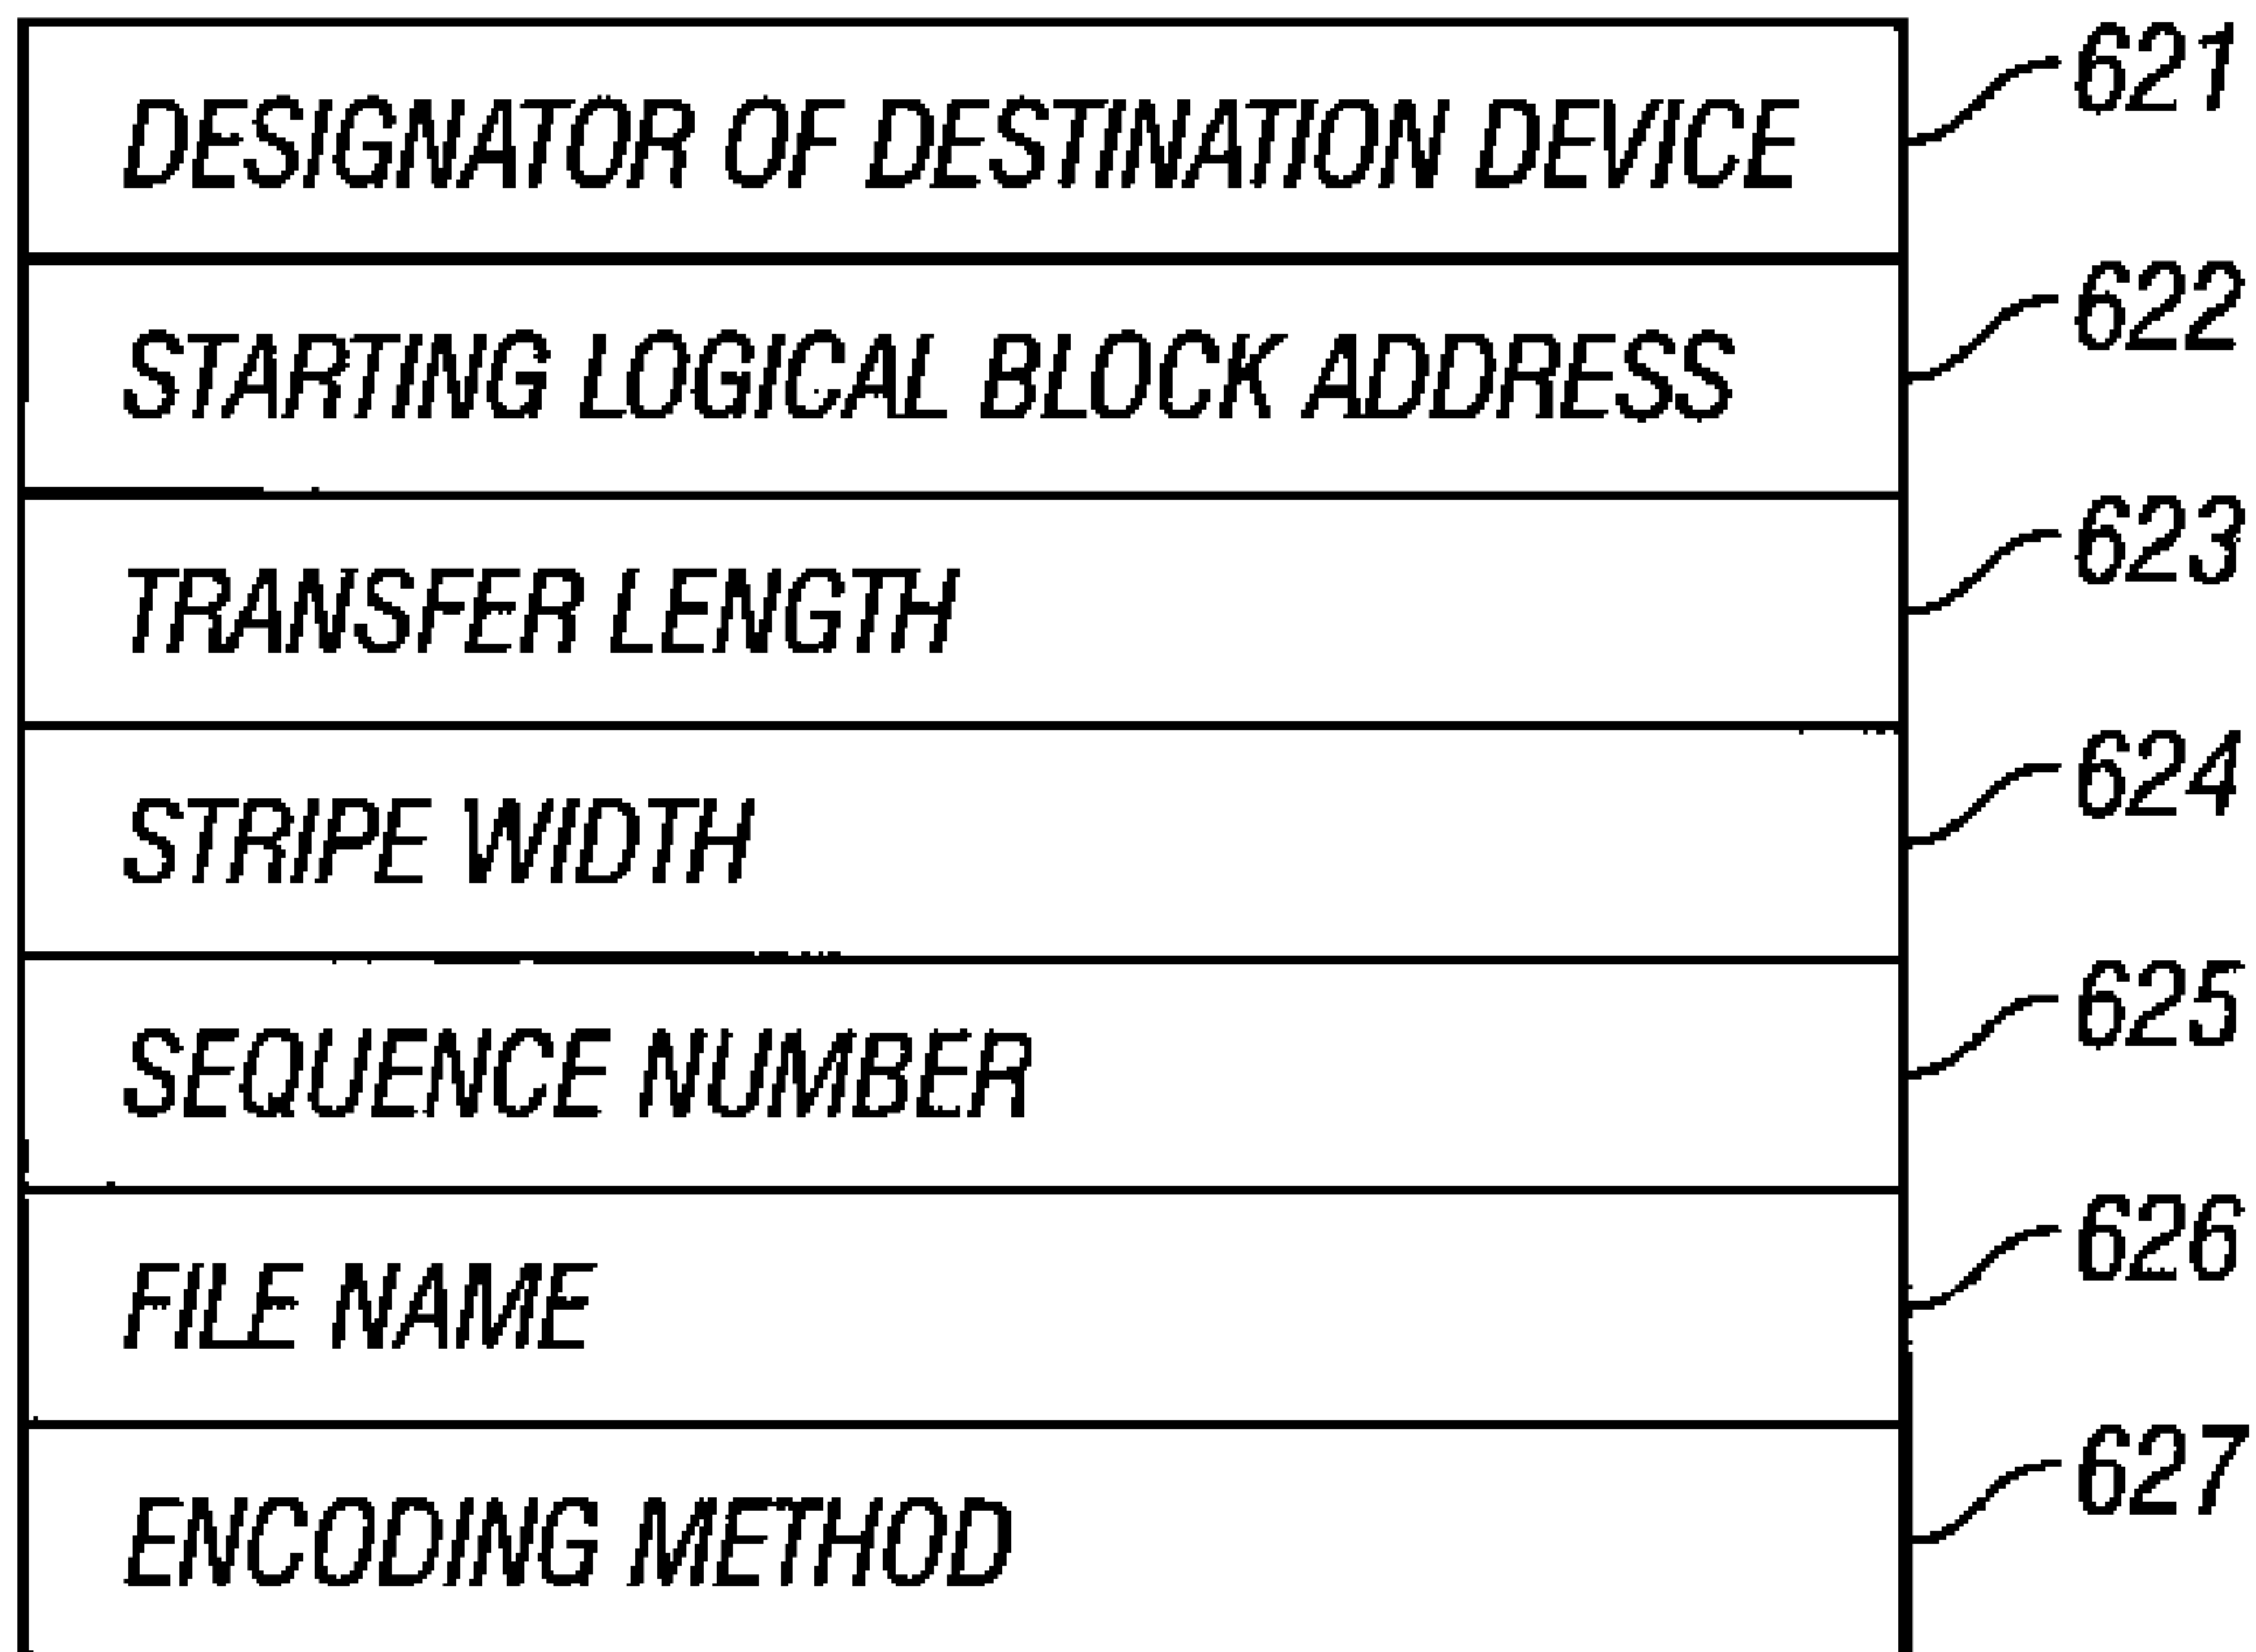 DESIGNATOR OF DESTINATION DEVICE 621
STARTING LOGICAL BLOCK ADDRESS 622
TRANSFER LENGTH 623
STRIPE WIDTH 624
SEQUENCE NUMBER 625
FILE NAME 626
ENCODING METHOD 627